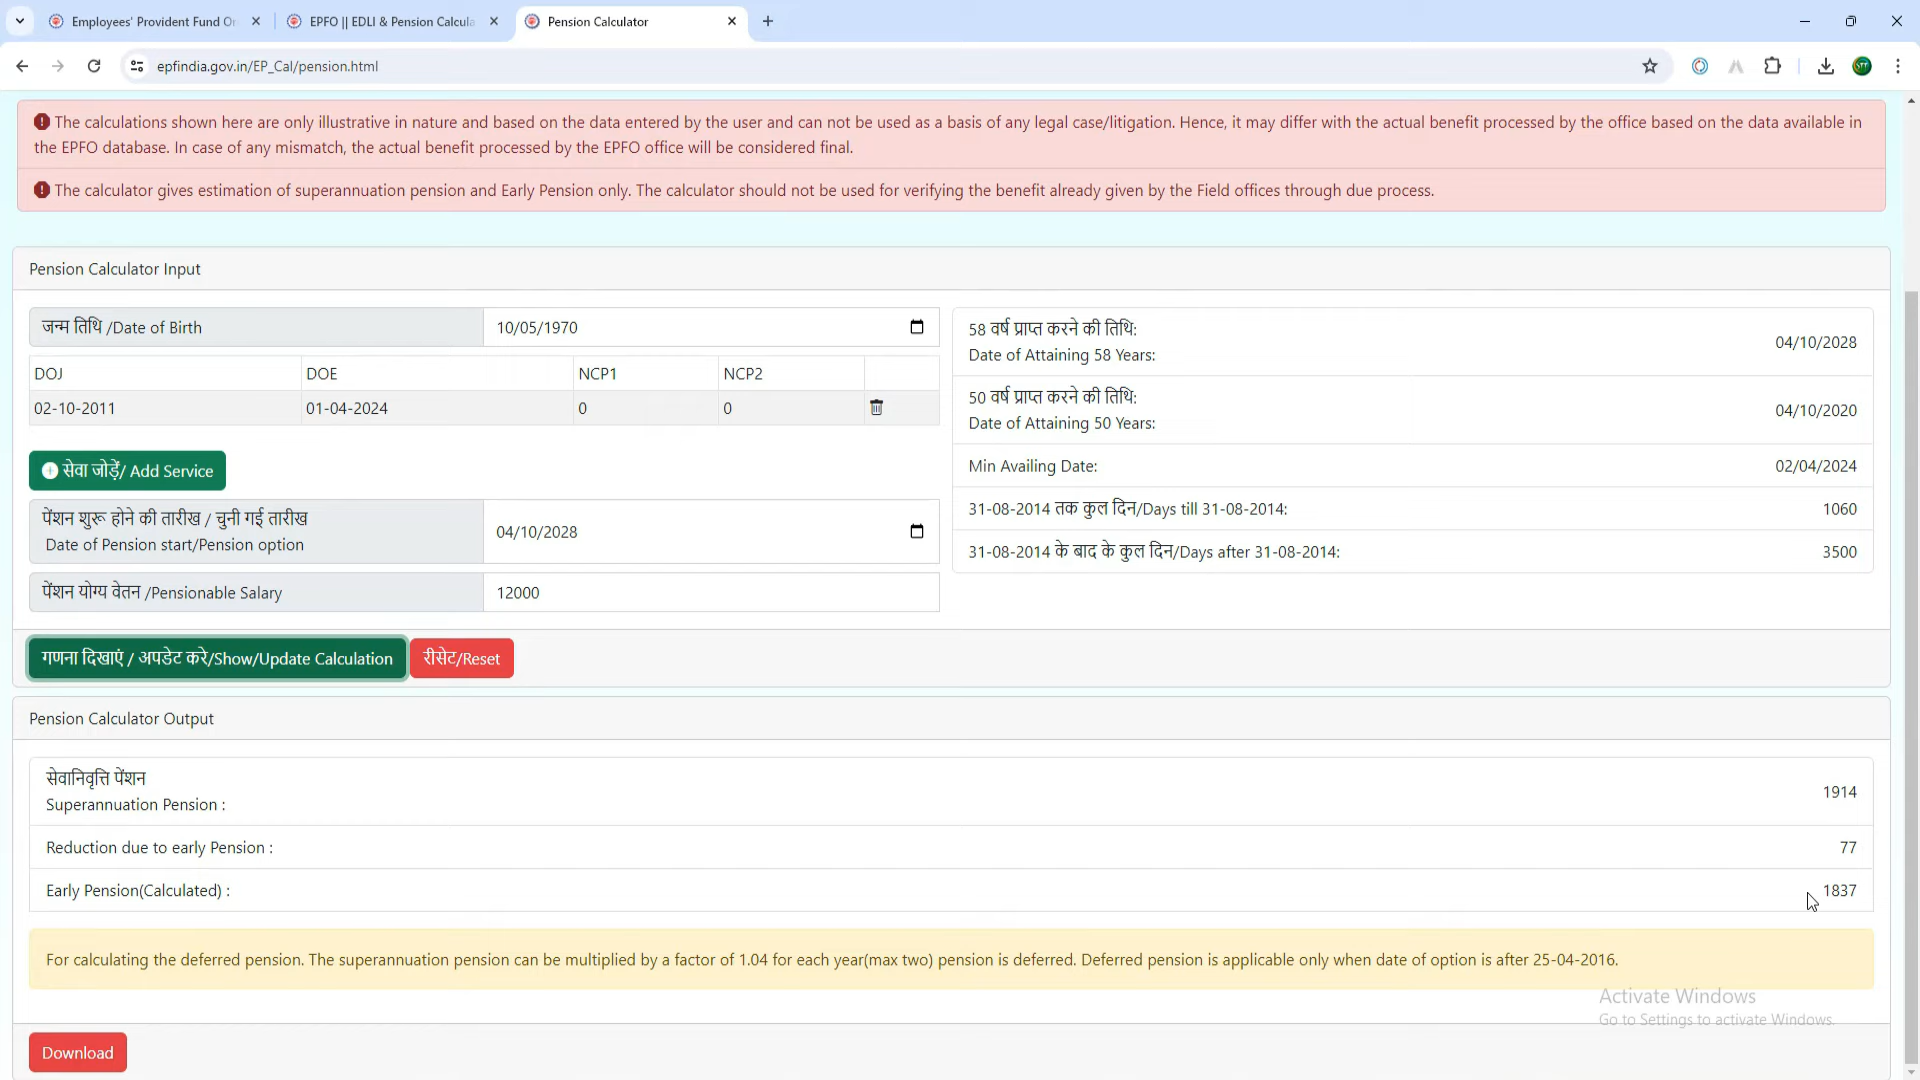 Employees' Provident Fund Or
EPFO || EDLI & Pension Calcula
Pension Calculator
epfindia.gov.in/EP_Cal/pension.html
The calculations shown here are only illustrative in nature and based on the data entered by the user and can not be used as a basis of any legal case/litigation. Hence, it may differ with the actual benefit processed by the office based on the data available in
the EPFO database. In case of any mismatch, the actual benefit processed by the EPFO office will be considered final.
The calculator gives estimation of superannuation pension and Early Pension only. The calculator should not be used for verifying the benefit already given by the Field offices through due process.
Pension Calculator Input
जन्म तिथि /Date of Birth 10/05/1970
DOJ DOE NCP1 NCP2
02-10-2011 01-04-2024 0 0
सेवा जोड़ें/ Add Service
पेंशन शुरू होने की तारीख / चुनी गई तारीख
Date of Pension start/Pension option 04/10/2028
पेंशन योग्य वेतन /Pensionable Salary 12000
58 वर्ष प्राप्त करने की तिथि:
Date of Attaining 58 Years: 04/10/2028
50 वर्ष प्राप्त करने की तिथि:
Date of Attaining 50 Years: 04/10/2020
Min Availing Date: 02/04/2024
31-08-2014 तक कुल दिन/Days till 31-08-2014: 1060
31-08-2014 के बाद के कुल दिन/Days after 31-08-2014: 3500
गणना दिखाएं / अपडेट करे/Show/Update Calculation रीसेट/Reset
Pension Calculator Output
सेवानिवृत्ति पेंशन
Superannuation Pension : 1914
Reduction due to early Pension : 77
Early Pension(Calculated) : 1837
For calculating the deferred pension. The superannuation pension can be multiplied by a factor of 1.04 for each year(max two) pension is deferred. Deferred pension is applicable only when date of option is after 25-04-2016.
Activate Windows
Go to Settings to activate Windows.
Download